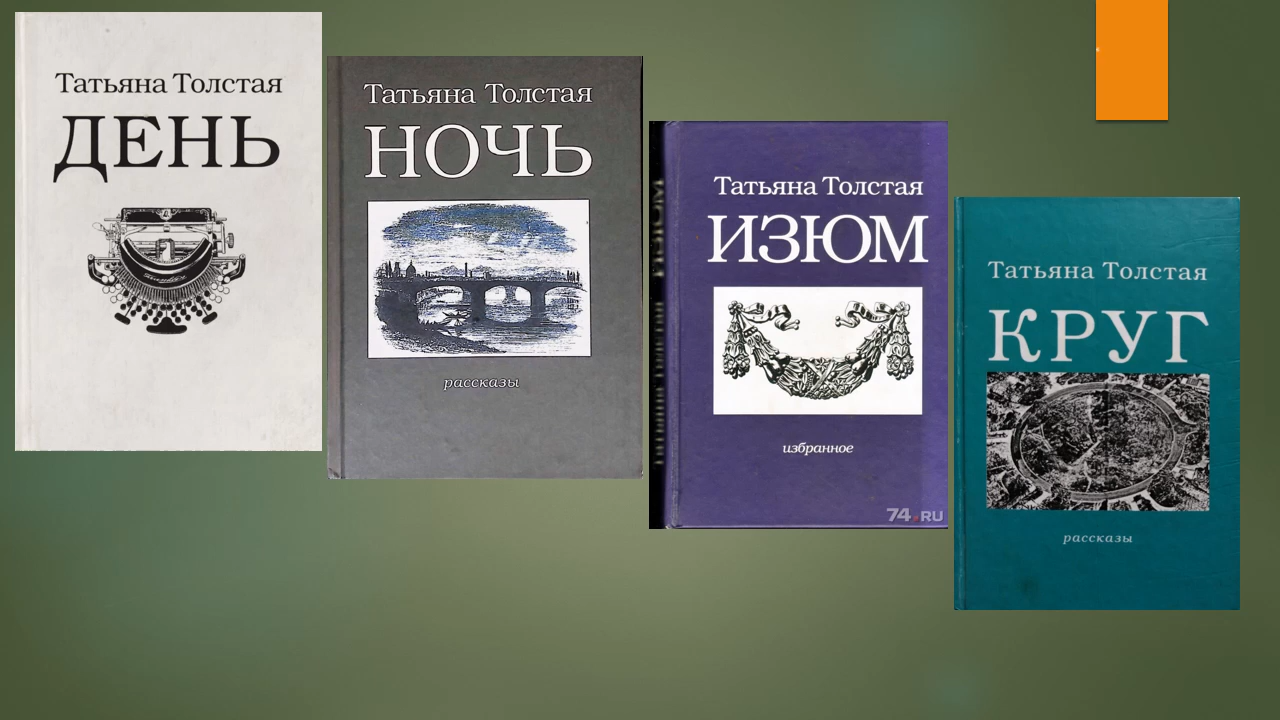 Татьяна Толстая
ДЕНЬ
Татьяна Толстая
НОЧЬ
рассказы
Татьяна Толстая
ИЗЮМ
избранное
74.RU
Татьяна Толстая
КРУГ
рассказы